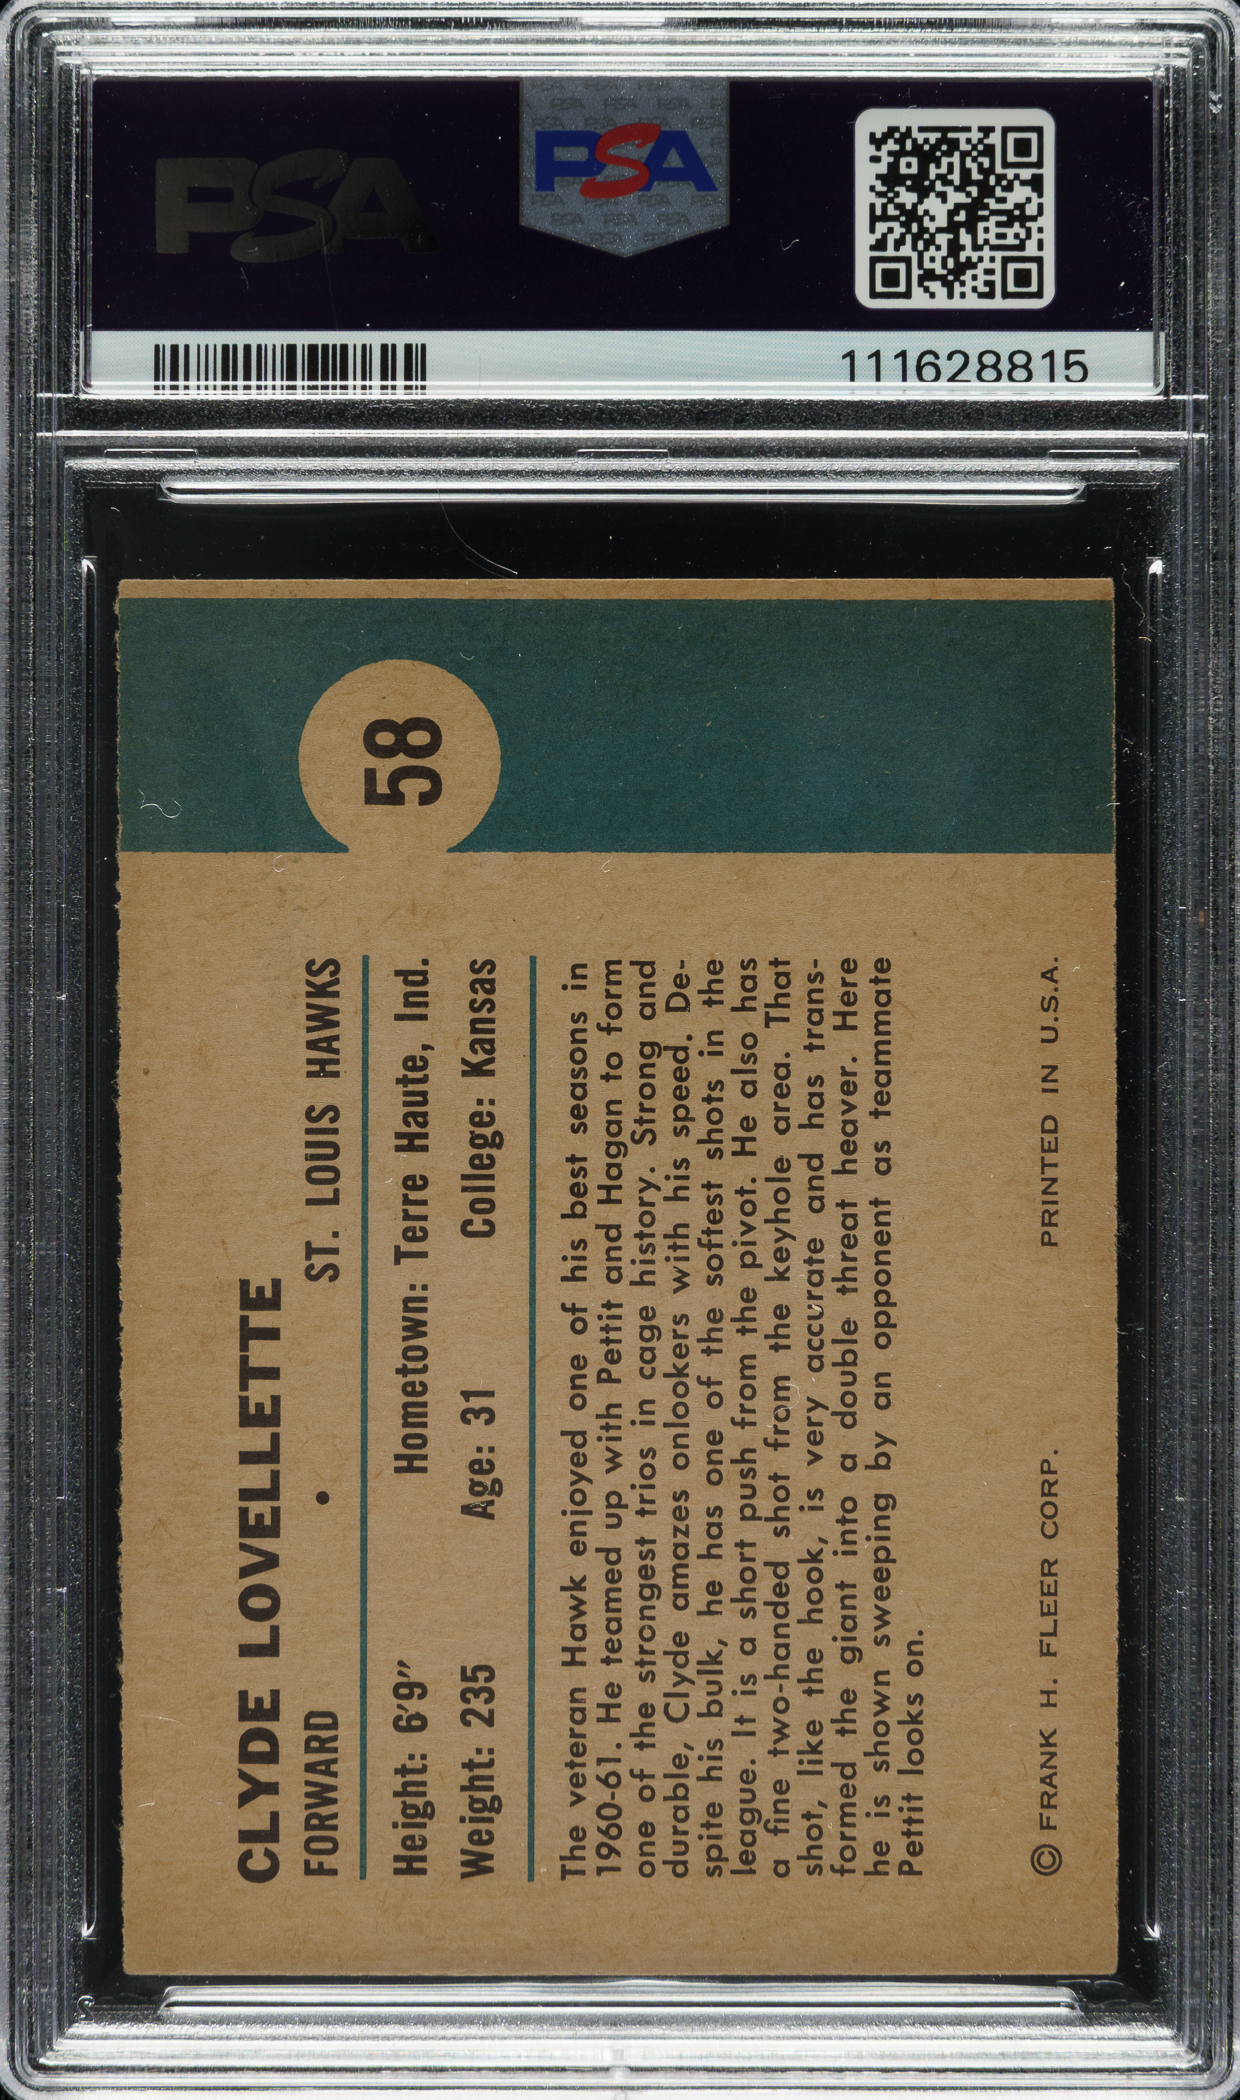 PSA
PSA
111628815
58
CLYDE LOVELLETTE
FORWARD • ST. LOUIS HAWKS
Height: 6'9" Hometown: Terre Haute, Ind.
Weight: 235 Age: 31 College: Kansas
The veteran Hawk enjoyed one of his best seasons in
1960-61. He teamed up with Pettit and Hagan to form
one of the strongest trios in cage history. Strong and
durable, Clyde amazes onlookers with his speed. De-
spite his bulk, he has one of the softest shots in the
league. It is a short push from the pivot. He also has
a fine two-handed shot from the keyhole area. That
shot, like the hook, is very accurate and has trans-
formed the giant into a double threat heaver. Here
he is shown sweeping by an opponent as teammate
Pettit looks on.
© FRANK H. FLEER CORP. PRINTED IN U.S.A.